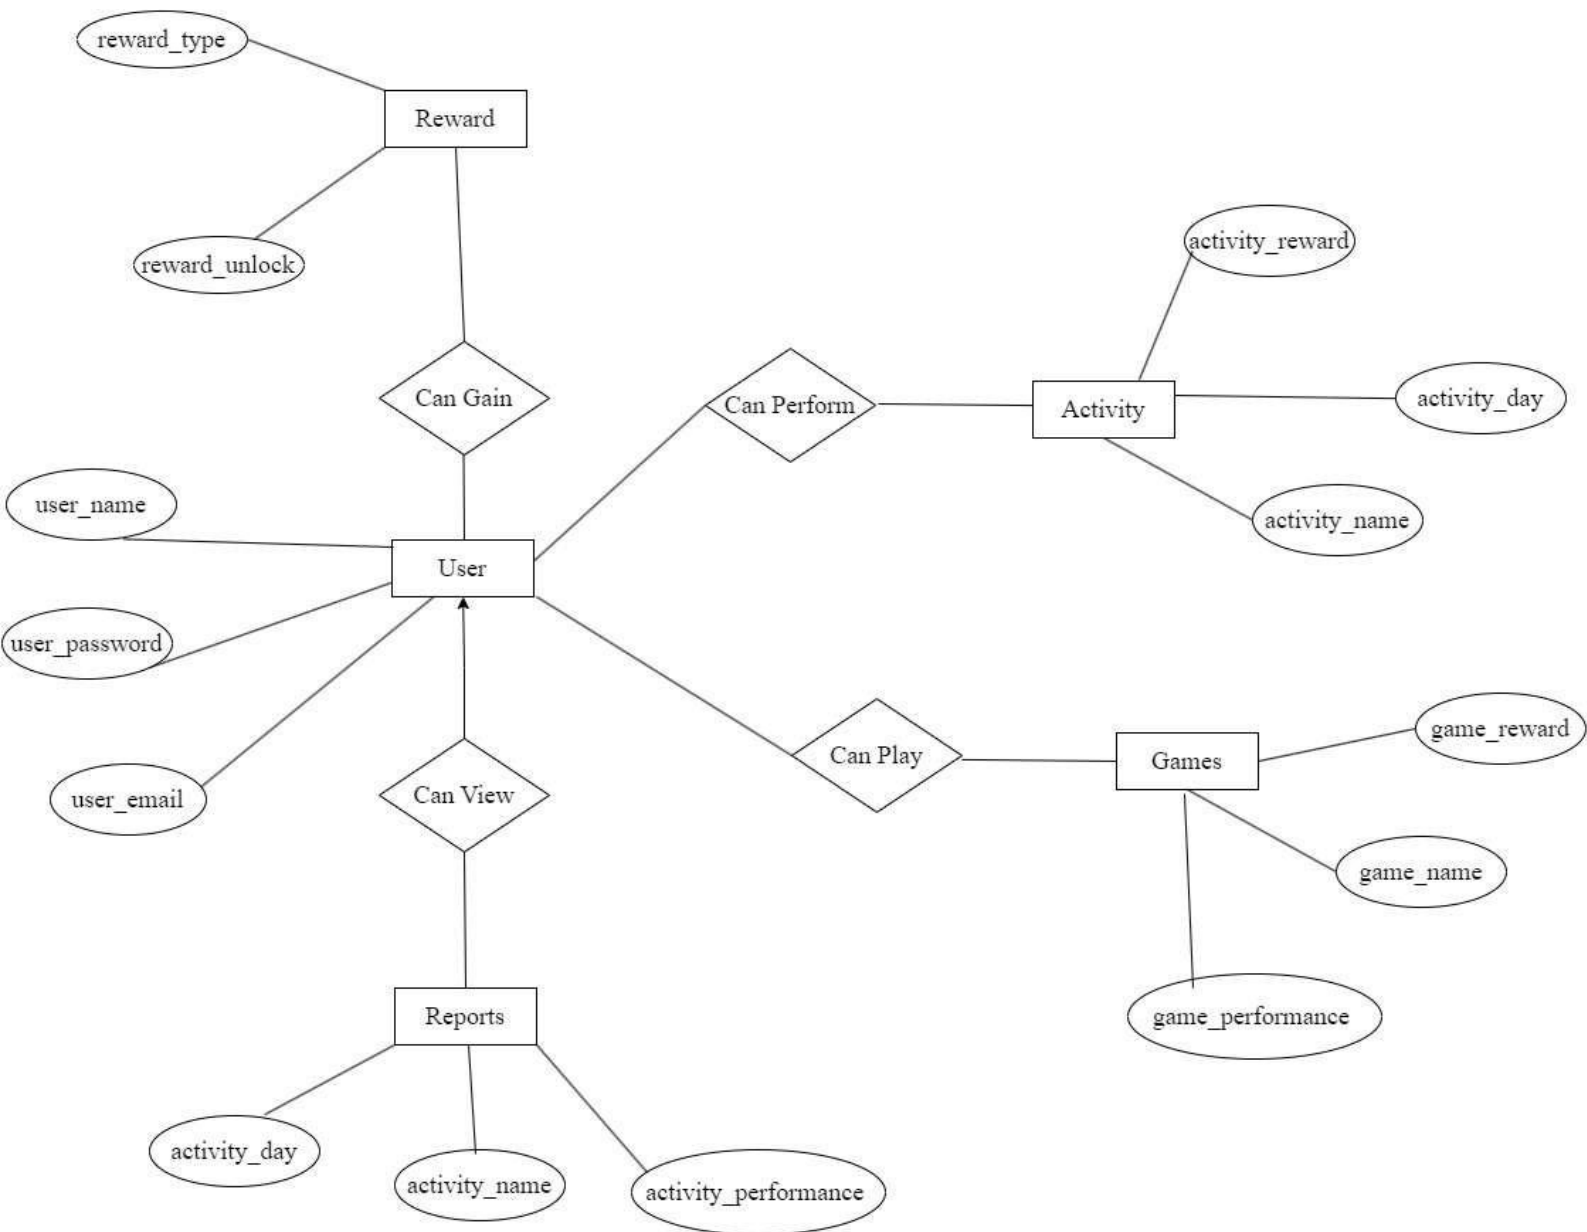 reward_type
Reward
reward_unlock
activity_reward
Can Gain
Can Perform
Activity
activity_day
user_name
activity_name
User
user_password
game_reward
Can Play
Games
user_email
Can View
game_name
Reports
game_performance
activity_day
activity_name
activity_performance